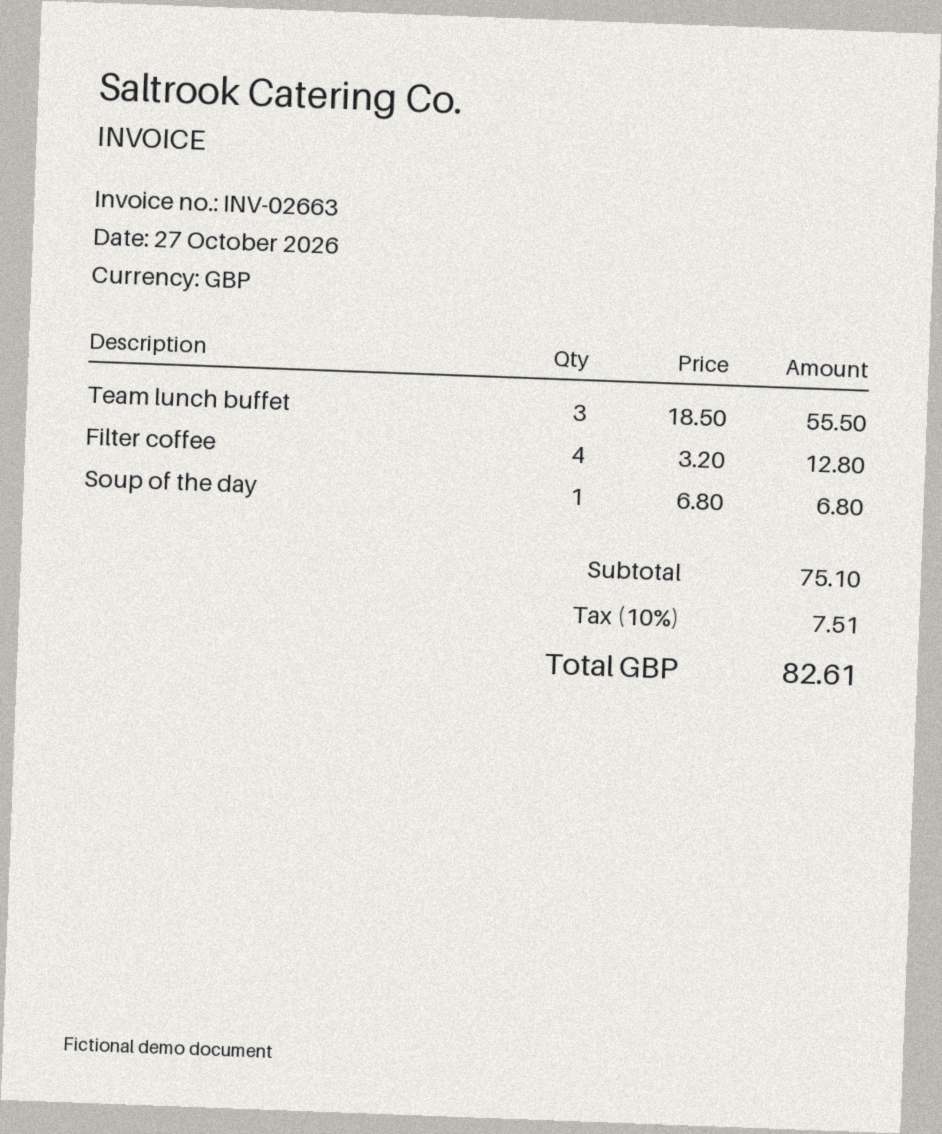 Saltrook Catering Co.
INVOICE
Invoice no.: INV-02663
Date: 27 October 2026
Currency: GBP
Description Qty Price Amount
Team lunch buffet 3 18.50 55.50
Filter coffee 4 3.20 12.80
Soup of the day 1 6.80 6.80
Subtotal 75.10
Tax (10%) 7.51
Total GBP 82.61
Fictional demo document